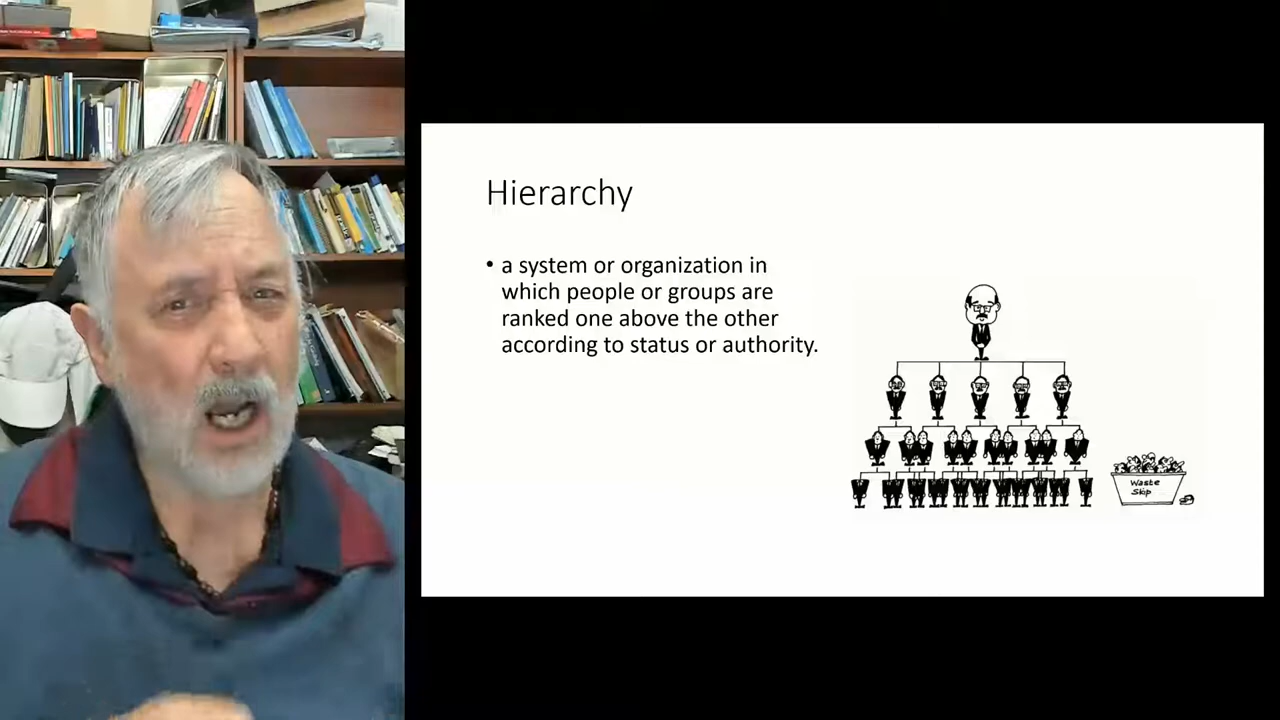 Hierarchy
• a system or organization in
which people or groups are
ranked one above the other
according to status or authority.
Waste
Skip